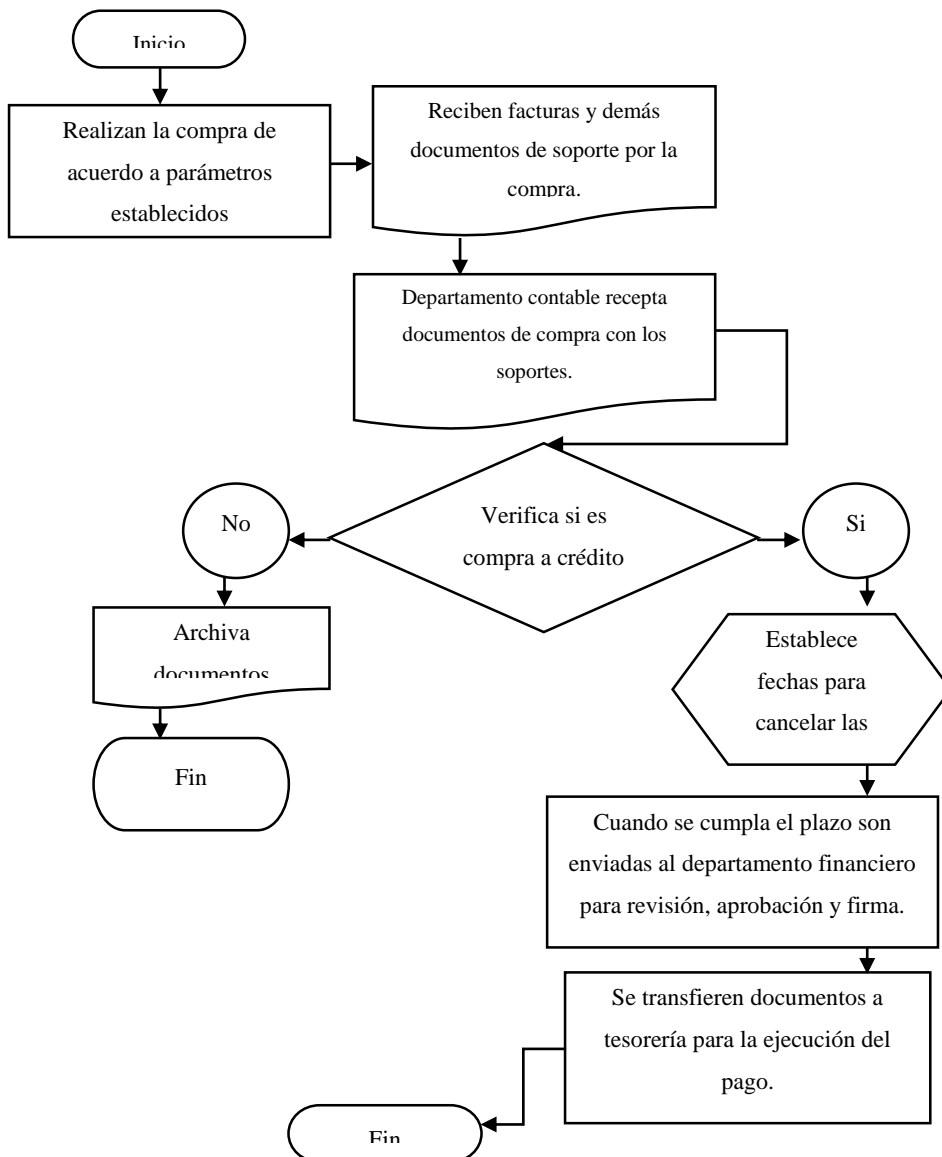 Inicio
Realizan la compra de
acuerdo a parámetros
establecidos
Reciben facturas y demás
documentos de soporte por la
compra.
Departamento contable recepta
documentos de compra con los
soportes.
Verifica si es
compra a crédito
No
Si
Archiva
documentos
Fin
Establece
fechas para
cancelar las
Cuando se cumpla el plazo son
enviadas al departamento financiero
para revisión, aprobación y firma.
Se transfieren documentos a
tesorería para la ejecución del
pago.
Fin